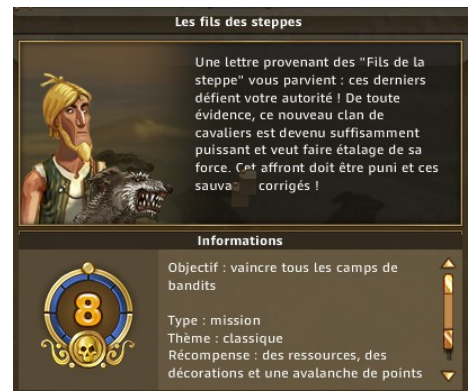 Les fils des steppes
Une lettre provenant des "Fils de la
steppe" vous parvient : ces derniers
défient votre autorité ! De toute
évidence, ce nouveau clan de
cavaliers est devenu suffisamment
puissant et veut faire étalage de sa
force. Cet affront doit être puni et ces
corrigés !
Informations
8
Objectif : vaincre tous les camps de
bandits
Type : mission
Thème : classique
Récompense : des ressources, des
décorations et une avalanche de points